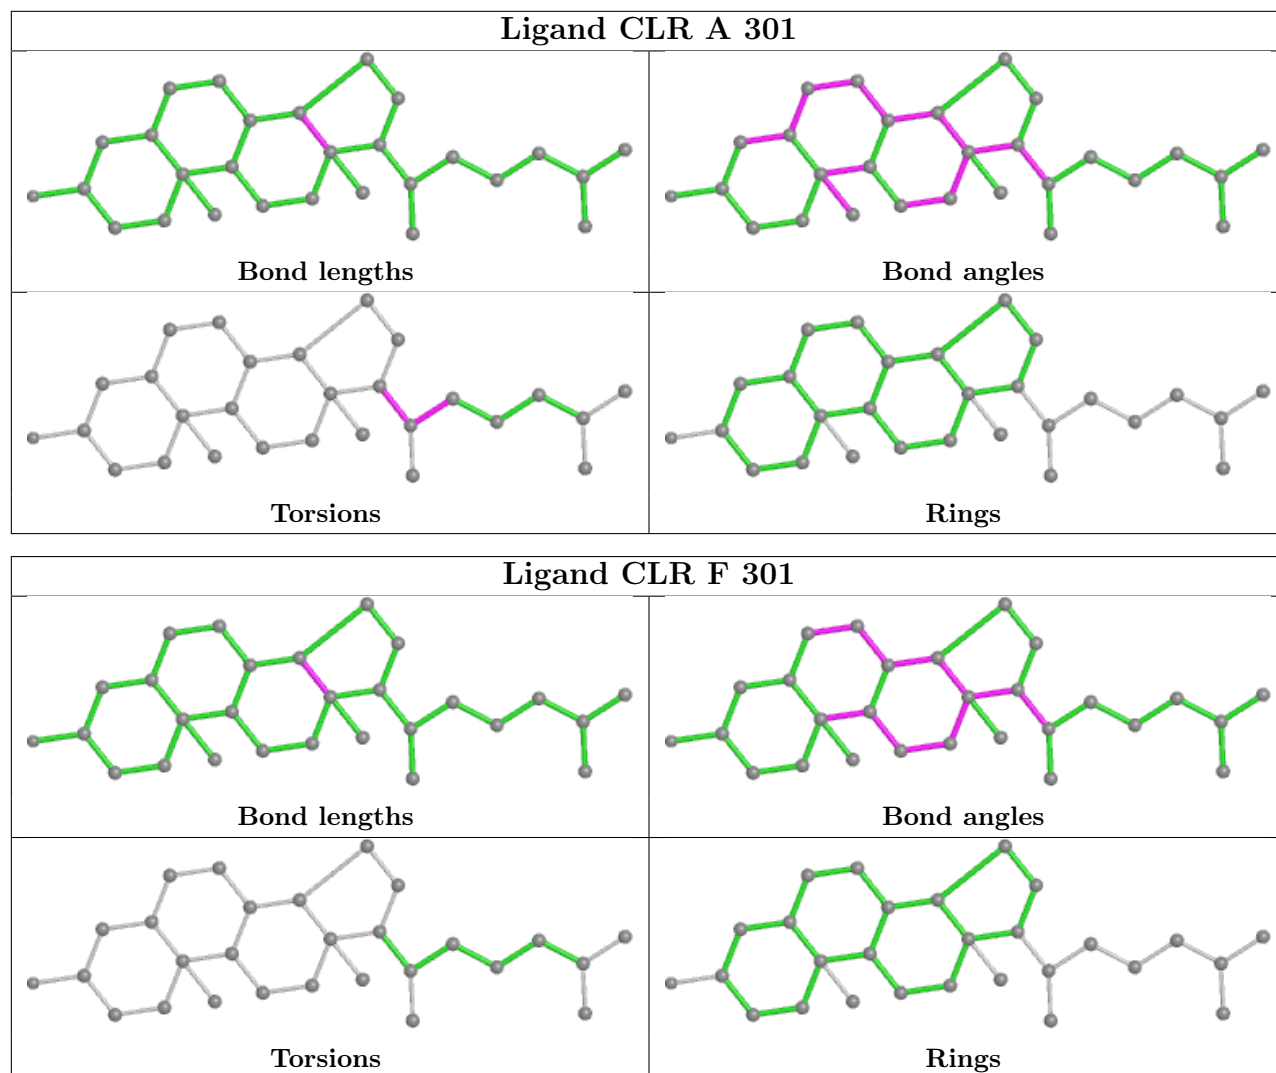 Ligand CLR A 301
Bond lengths
Bond angles
Torsions
Rings
Ligand CLR F 301
Bond lengths
Bond angles
Torsions
Rings